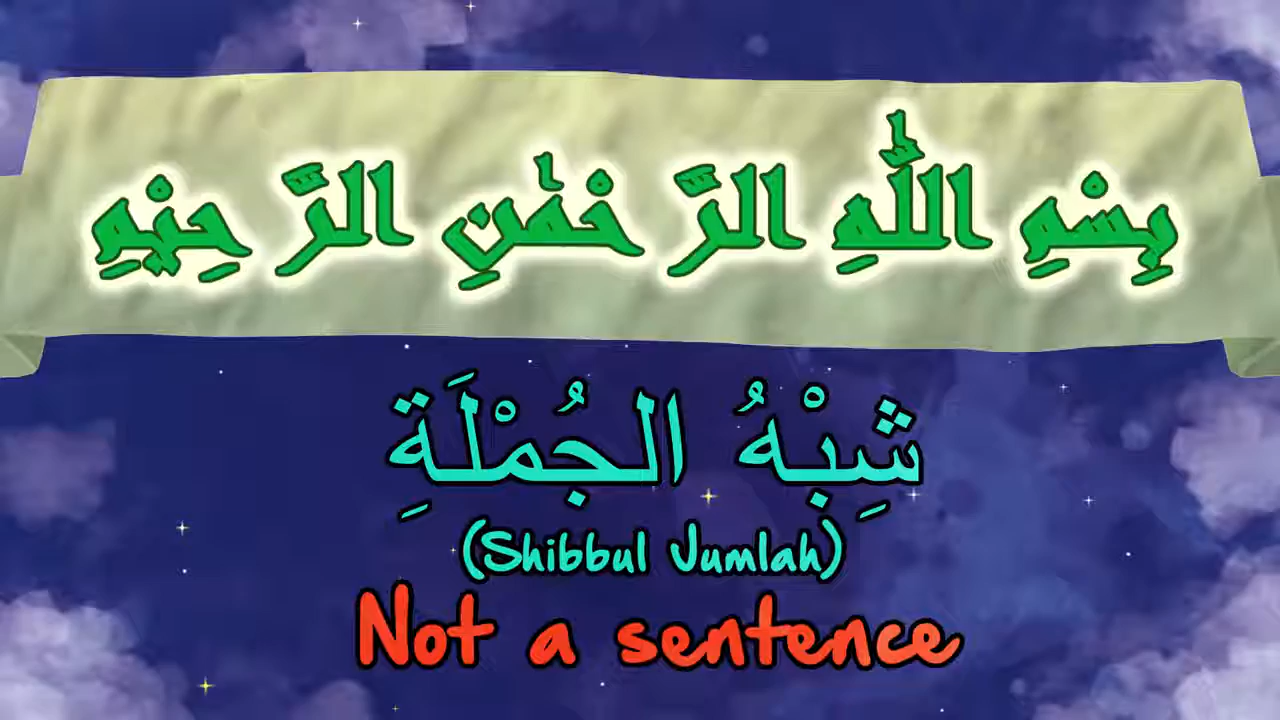 بِسْمِ اللّٰهِ الرَّحْمٰنِ الرَّحِيْمِ
شِبْهُ الجُمْلَةِ
(Shibbul Jumlah)
Not a sentence